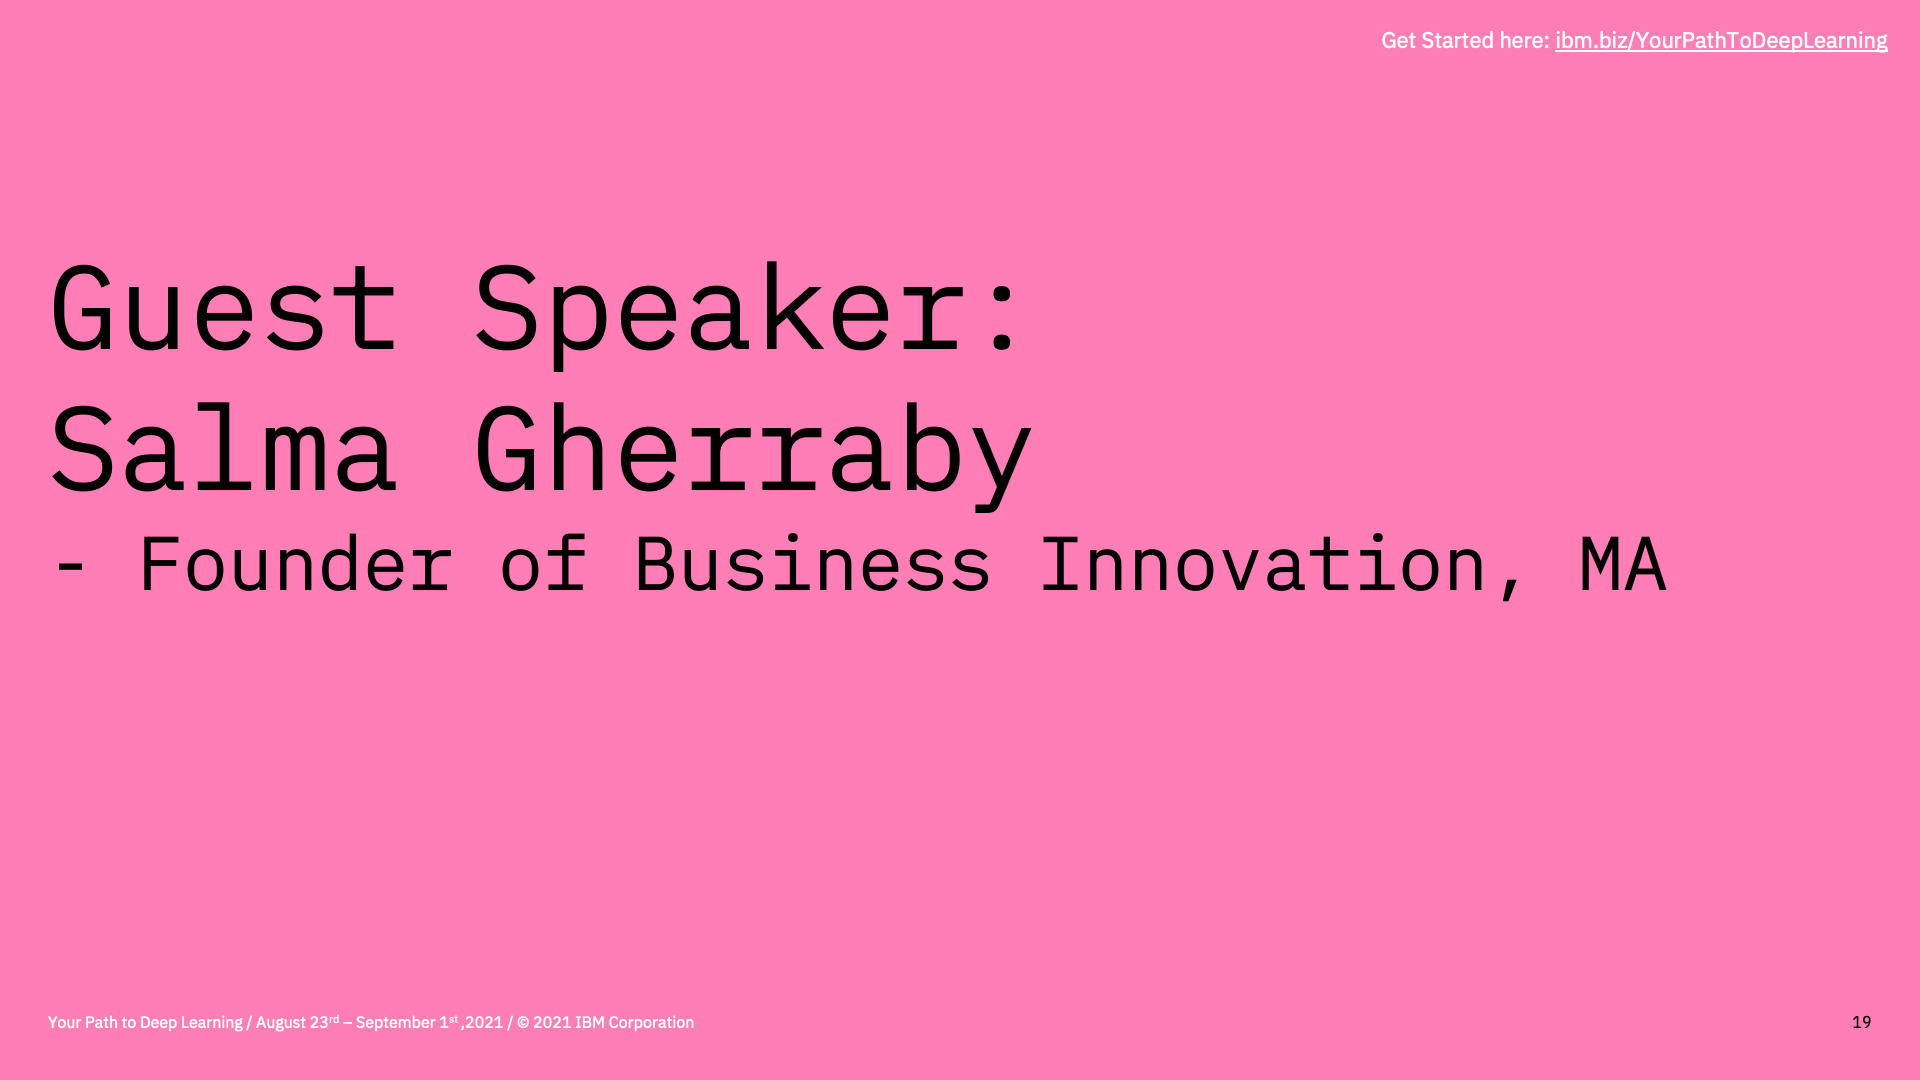 Get Started here: ibm.biz/YourPathToDeepLearning
Guest Speaker:
Salma Gherraby
- Founder of Business Innovation, MA
Your Path to Deep Learning / August 23rd – September 1st ,2021 / © 2021 IBM Corporation
19